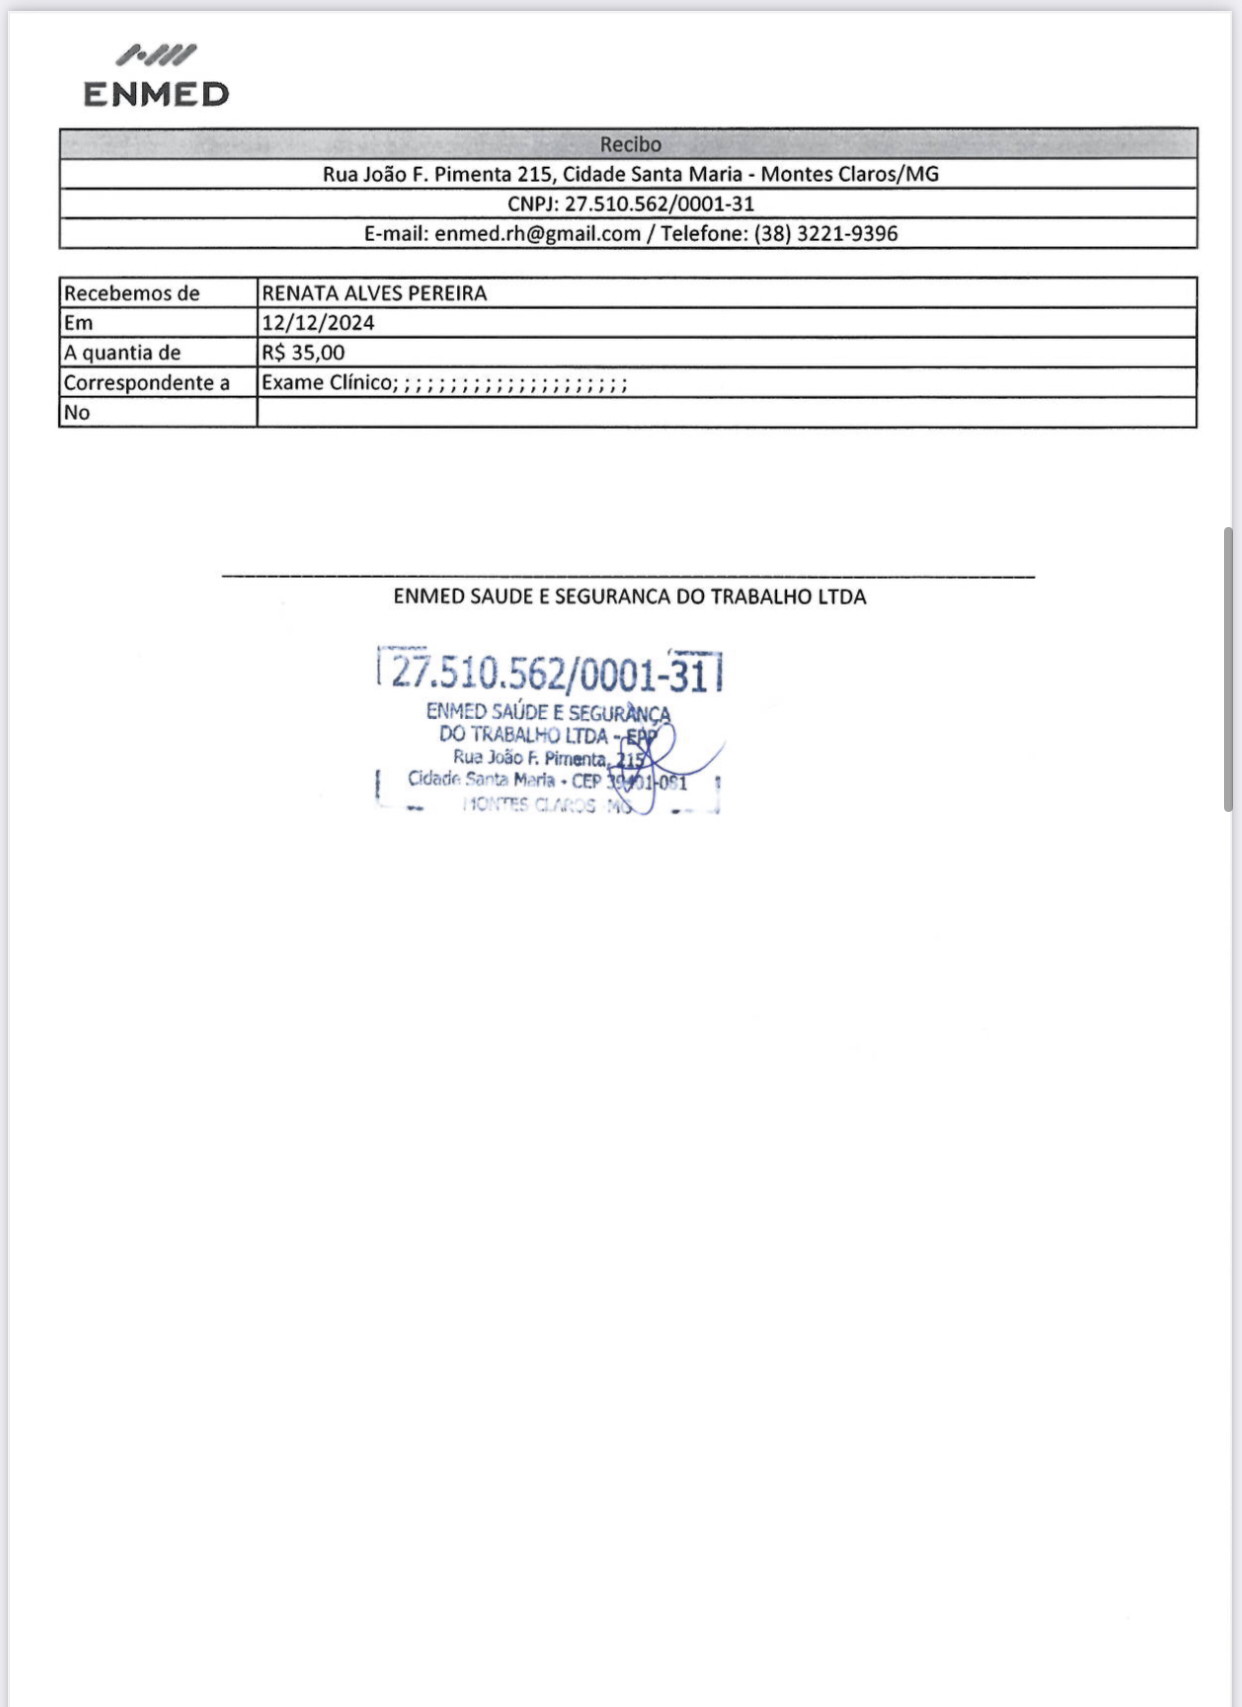 ENMED
Recibo
Rua João F. Pimenta 215, Cidade Santa Maria - Montes Claros/MG
CNPJ: 27.510.562/0001-31
E-mail: enmed.rh@gmail.com / Telefone: (38) 3221-9396
Recebemos de RENATA ALVES PEREIRA
Em 12/12/2024
A quantia de R$ 35,00
Correspondente a Exame Clínico; ; ; ; ; ; ; ; ; ; ; ; ; ; ; ; ; ; ; ; ;
No
ENMED SAUDE E SEGURANCA DO TRABALHO LTDA
27.510.562/0001-31
ENMED SAÚDE E SEGURANÇA
DO TRABALHO LTDA - EPP
Rua João F. Pimenta, 215
Cidade Santa Maria - CEP
MONTES CLAROS MG